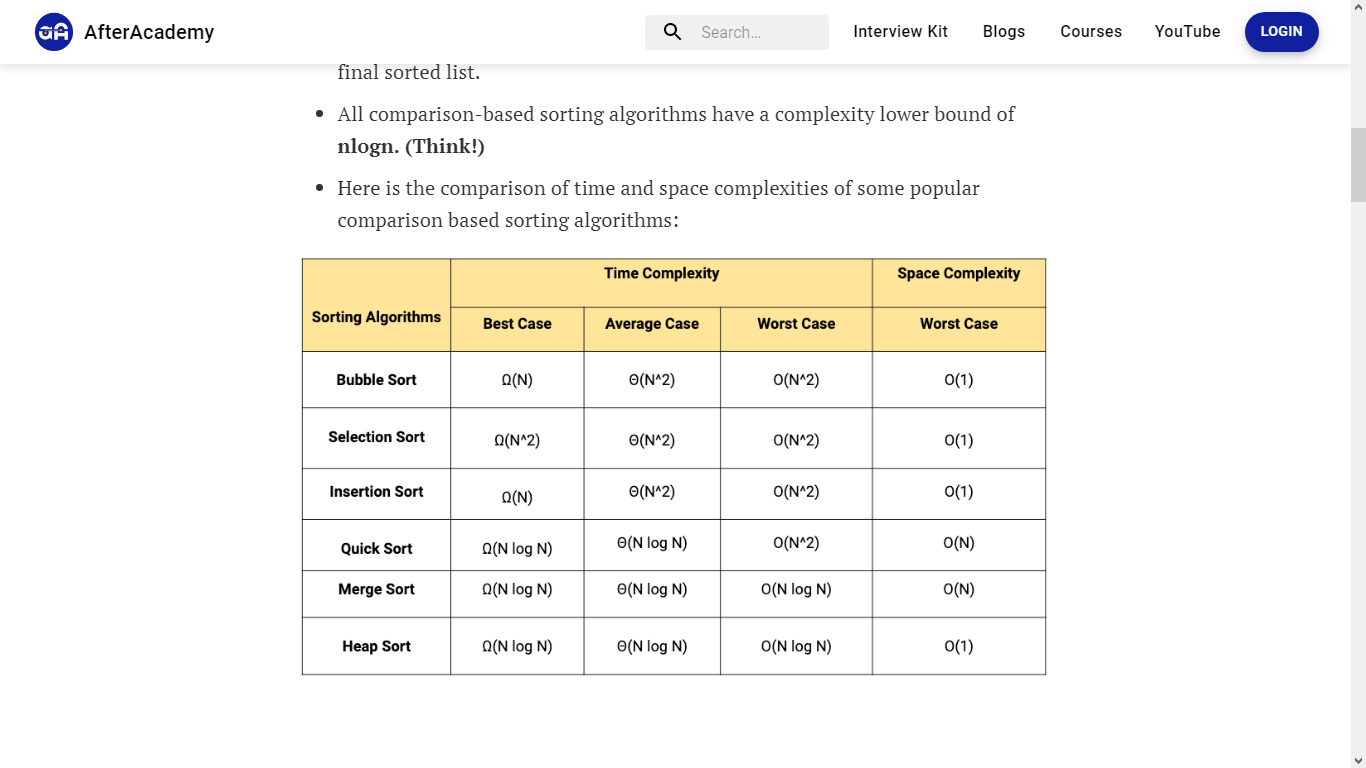 AfterAcademy
Search...
Interview Kit
Blogs
Courses
YouTube
LOGIN
final sorted list.
All comparison-based sorting algorithms have a complexity lower bound of
nlogn. (Think!)
Here is the comparison of time and space complexities of some popular
comparison based sorting algorithms:
Sorting Algorithms Time Complexity Space Complexity
Best Case Average Case Worst Case Worst Case
Bubble Sort Ω(N) Θ(N^2) O(N^2) O(1)
Selection Sort Ω(N^2) Θ(N^2) O(N^2) O(1)
Insertion Sort Ω(N) Θ(N^2) O(N^2) O(1)
Quick Sort Ω(N log N) Θ(N log N) O(N^2) O(N)
Merge Sort Ω(N log N) Θ(N log N) O(N log N) O(N)
Heap Sort Ω(N log N) Θ(N log N) O(N log N) O(1)